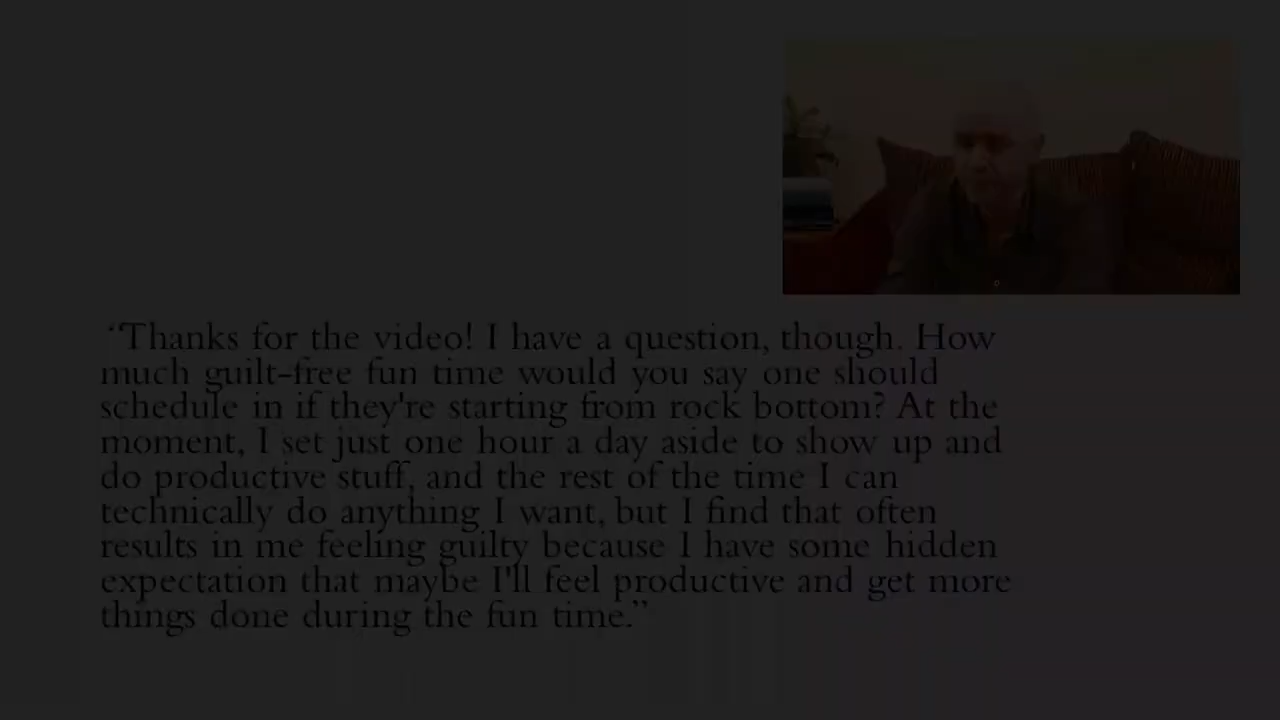 “Thanks for the video! I have a question, though. How
much guilt-free fun time would you say one should
schedule in if they're starting from rock bottom? At the
moment, I set just one hour a day aside to show up and
do productive stuff, and the rest of the time I can
technically do anything I want, but I find that often
results in me feeling guilty because I have some hidden
expectation that maybe I'll feel productive and get more
things done during the fun time.”